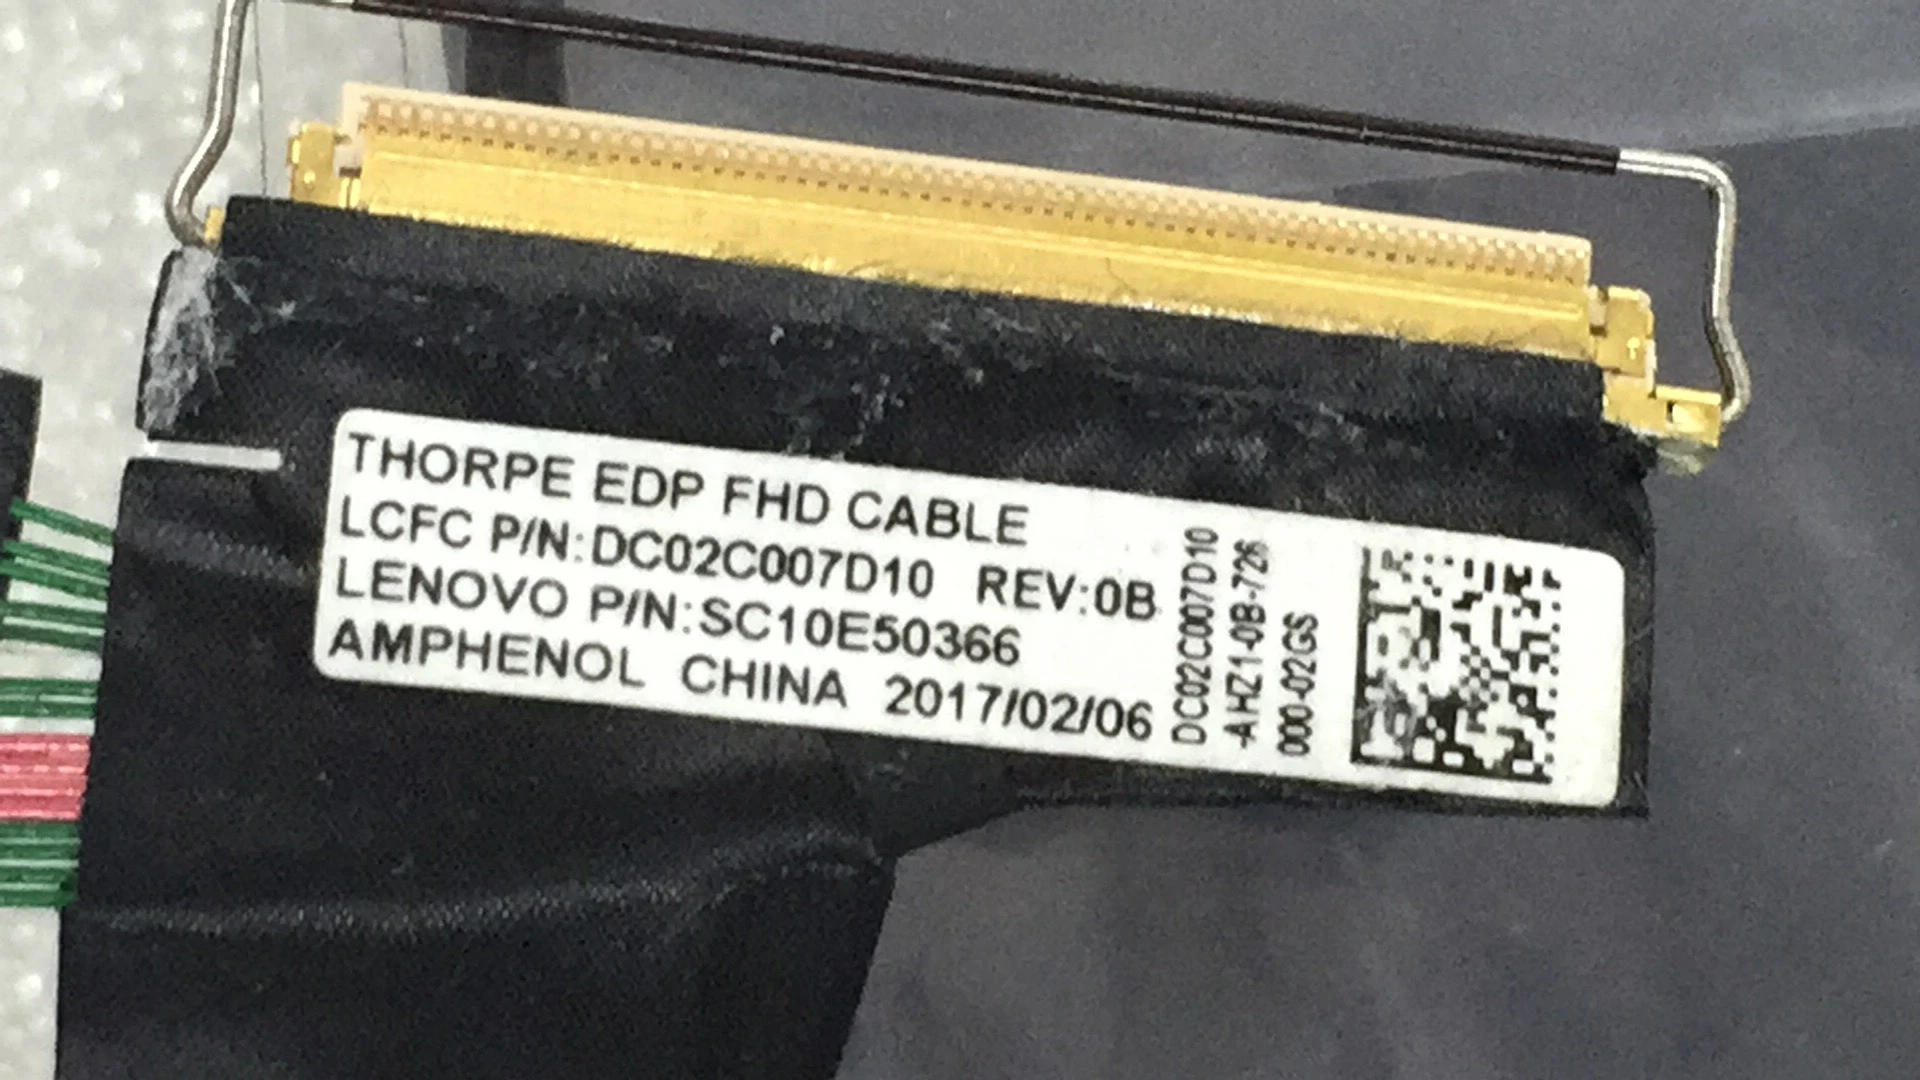 THORPE EDP FHD CABLE
LCFC P/N:DC02C007D10 REV:0B
LENOVO P/N:SC10E50366
AMPHENOL CHINA 2017/02/06
DC02C007D10
-AHZ1-0B-726
000-02GS